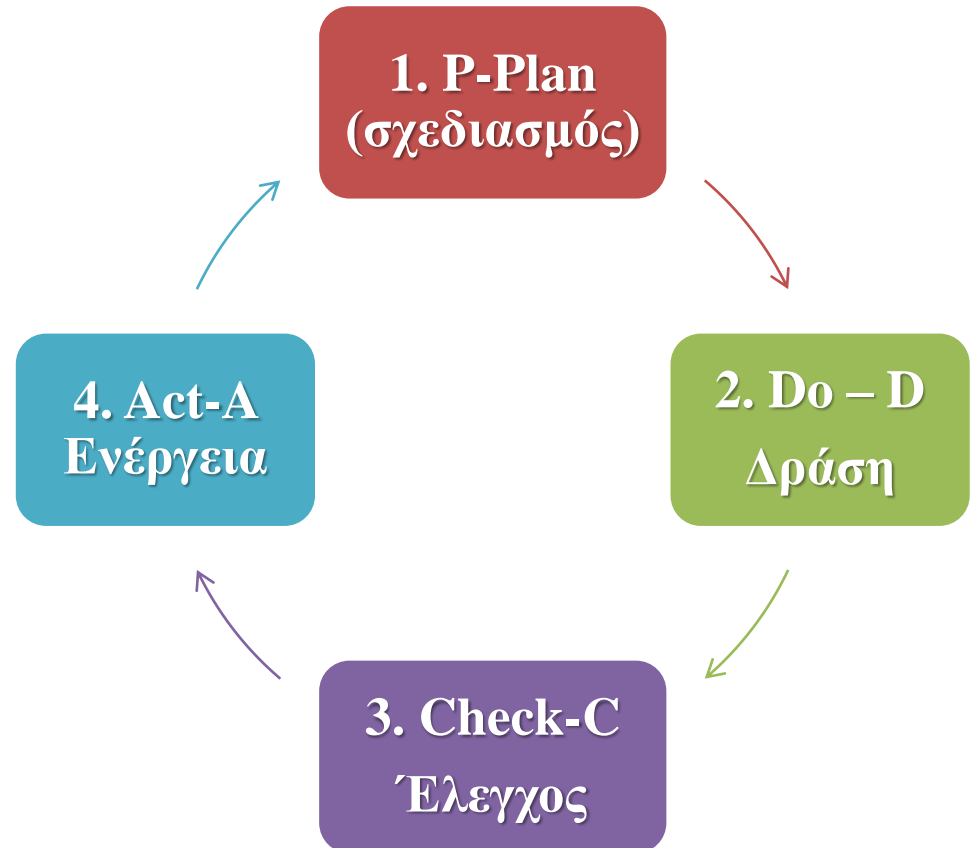 1. P-Plan
(σχεδιασμός)
2. Do – D
Δράση
3. Check-C
Έλεγχος
4. Act-A
Ενέργεια